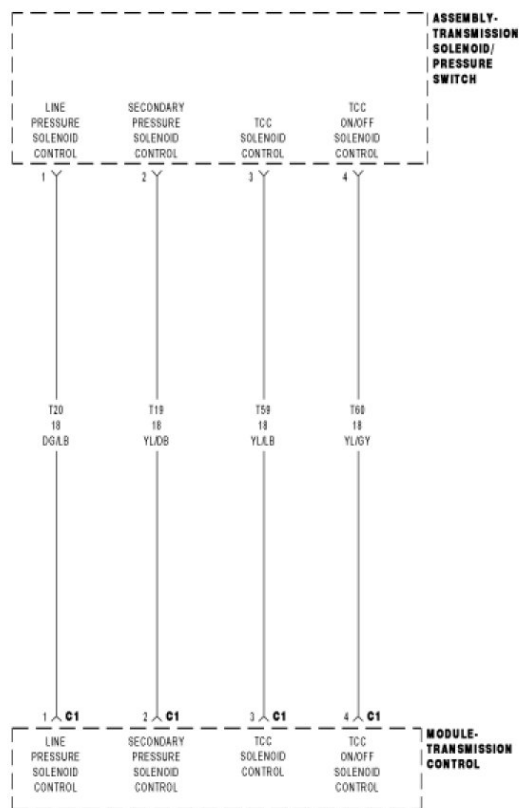 ASSEMBLY-
TRANSMISSION
SOLENOID/
PRESSURE
SWITCH
LINE
PRESSURE
SOLENOID
CONTROL
SECONDARY
PRESSURE
SOLENOID
CONTROL
TCC
SOLENOID
CONTROL
TCC
ON/OFF
SOLENOID
CONTROL
1
2
3
4
T20
18
DG/LB
T19
18
YL/DB
T59
18
YL/LB
T60
18
YL/GY
1 C1
2 C1
3 C1
4 C1
LINE
PRESSURE
SOLENOID
CONTROL
SECONDARY
PRESSURE
SOLENOID
CONTROL
TCC
SOLENOID
CONTROL
TCC
ON/OFF
SOLENOID
CONTROL
MODULE-
TRANSMISSION
CONTROL